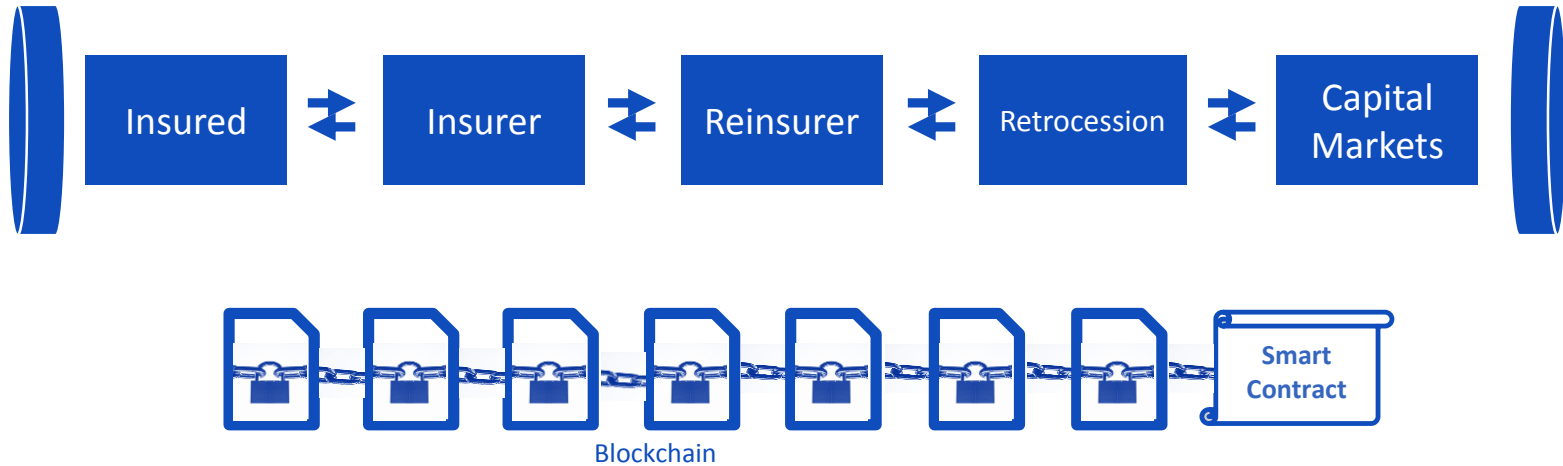 Insured
Insurer
Reinsurer
Retrocession
Capital
Markets
Smart
Contract
Blockchain